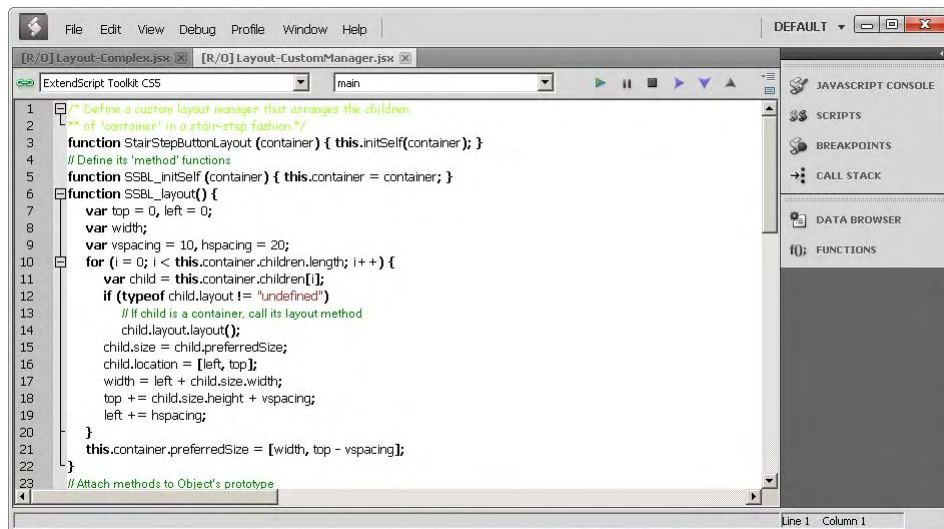 File Edit View Debug Profile Window Help DEFAULT
[R/O] Layout-Complex.jsx [R/O] Layout-CustomManager.jsx
ExtendScript Toolkit CS5 main
1 /* Define a custom layout manager that arranges the children
2 ** of 'container' in a stair-step fashion.*/
3 function StairStepButtonLayout (container) { this.initSelf(container); }
4 // Define its 'method' functions
5 function SSBL_initSelf (container) { this.container = container; }
6 function SSBL_layout() {
7 var top = 0, left = 0;
8 var width;
9 var vspacing = 10, hspacing = 20;
10 for (i = 0; i < this.container.children.length; i++) {
11 var child = this.container.children[i];
12 if (typeof child.layout != "undefined")
13 // If child is a container, call its layout method
14 child.layout.layout();
15 child.size = child.preferredSize;
16 child.location = [left, top];
17 width = left + child.size.width;
18 top += child.size.height + vspacing;
19 left += hspacing;
20 }
21 this.container.preferredSize = [width, top - vspacing];
22 }
23 // Attach methods to Object's prototype
JAVASCRIPT CONSOLE
SCRIPTS
BREAKPOINTS
CALL STACK
DATA BROWSER
f(); FUNCTIONS
Line 1 Column 1